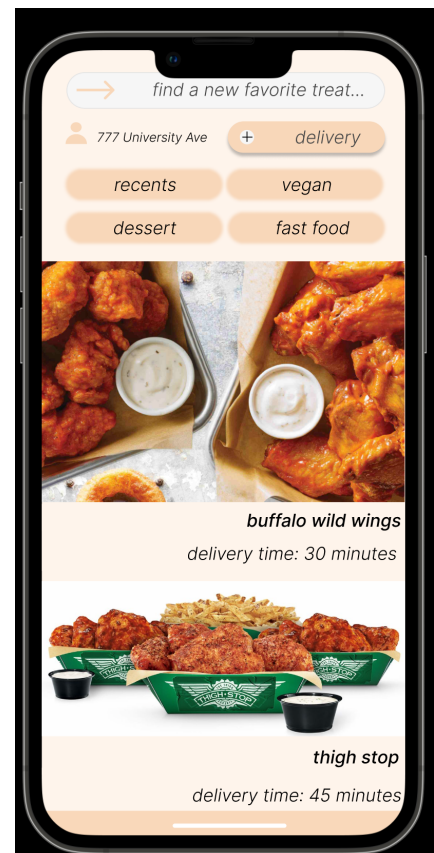 find a new favorite treat...
777 University Ave
+ delivery
recents
vegan
dessert
fast food
buffalo wild wings
delivery time: 30 minutes
THIGH·STOP
THIGH·STOP
THIGH·STOP
thigh stop
delivery time: 45 minutes